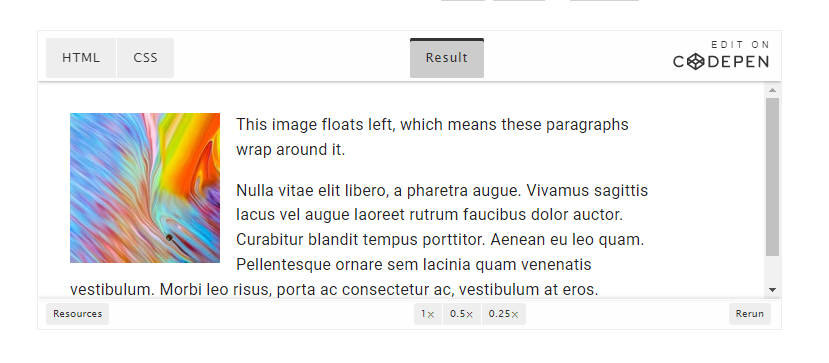 HTML
CSS
Result
EDIT ON
CODEPEN
This image floats left, which means these paragraphs
wrap around it.
Nulla vitae elit libero, a pharetra augue. Vivamus sagittis
lacus vel augue laoreet rutrum faucibus dolor auctor.
Curabitur blandit tempus porttitor. Aenean eu leo quam.
Pellentesque ornare sem lacinia quam venenatis
vestibulum. Morbi leo risus, porta ac consectetur ac, vestibulum at eros.
Resources
1×
0.5×
0.25×
Rerun